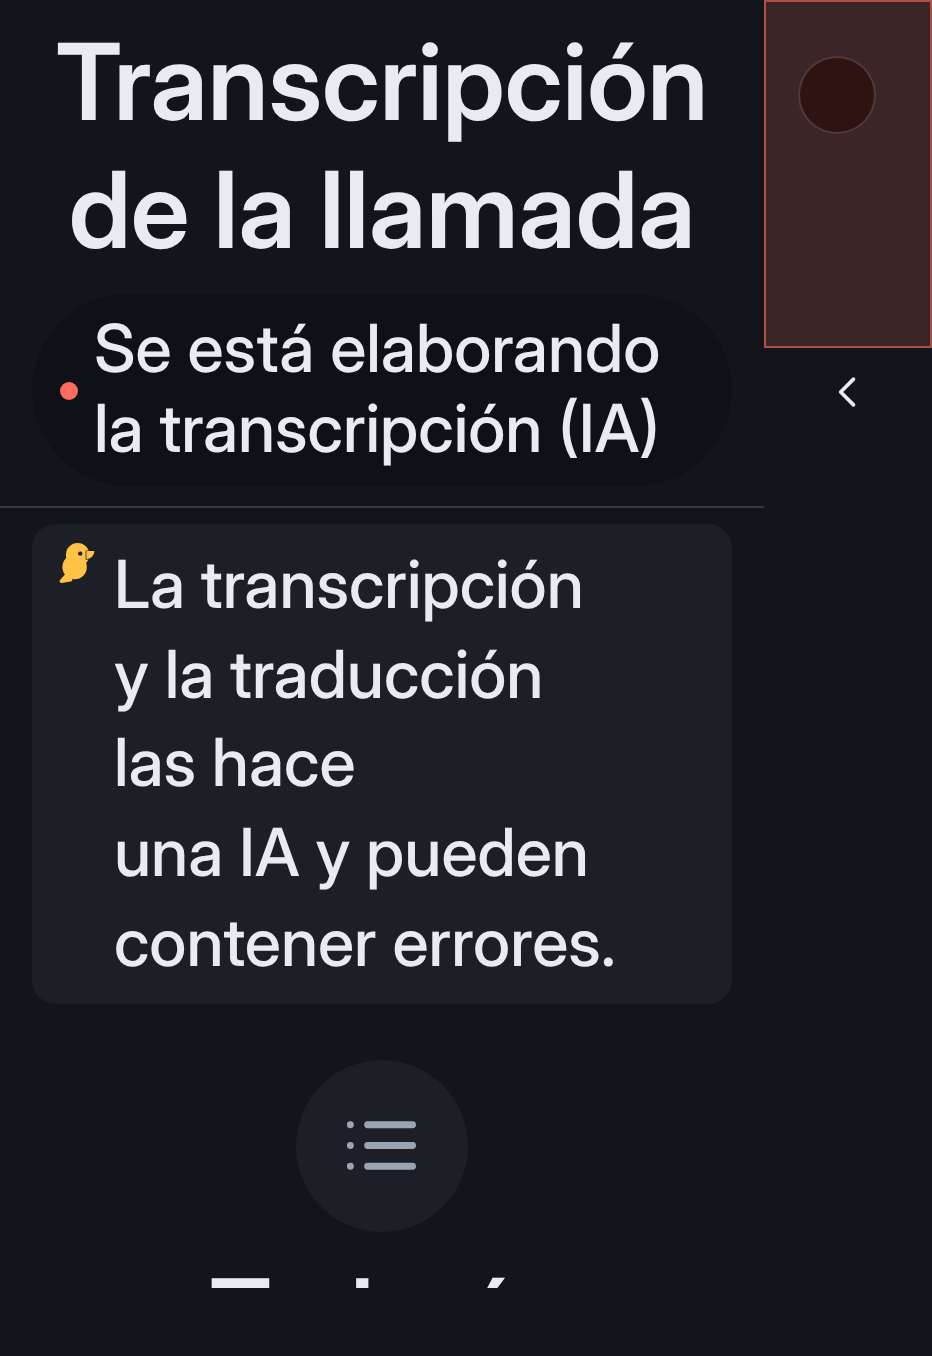 Transcripción
de la llamada
Se está elaborando
la transcripción (IA)
La transcripción
y la traducción
las hace
una IA y pueden
contener errores.